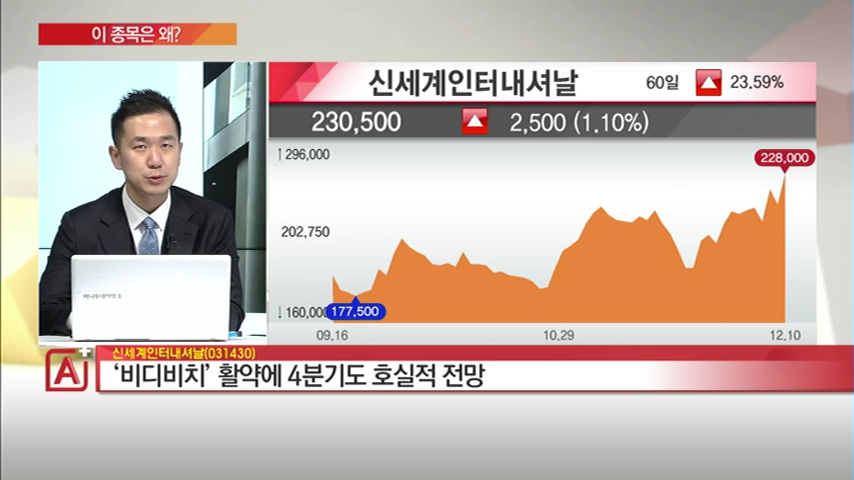 이 종목은 왜?
신세계인터내셔날 60일 23.59%
230,500 2,500 (1.10%)
296,000
228,000
202,750
160,000
177,500
09.16 10.29 12.10
A+
신세계인터내셔날(031430)
‘비디비치’ 활약에 4분기도 호실적 전망